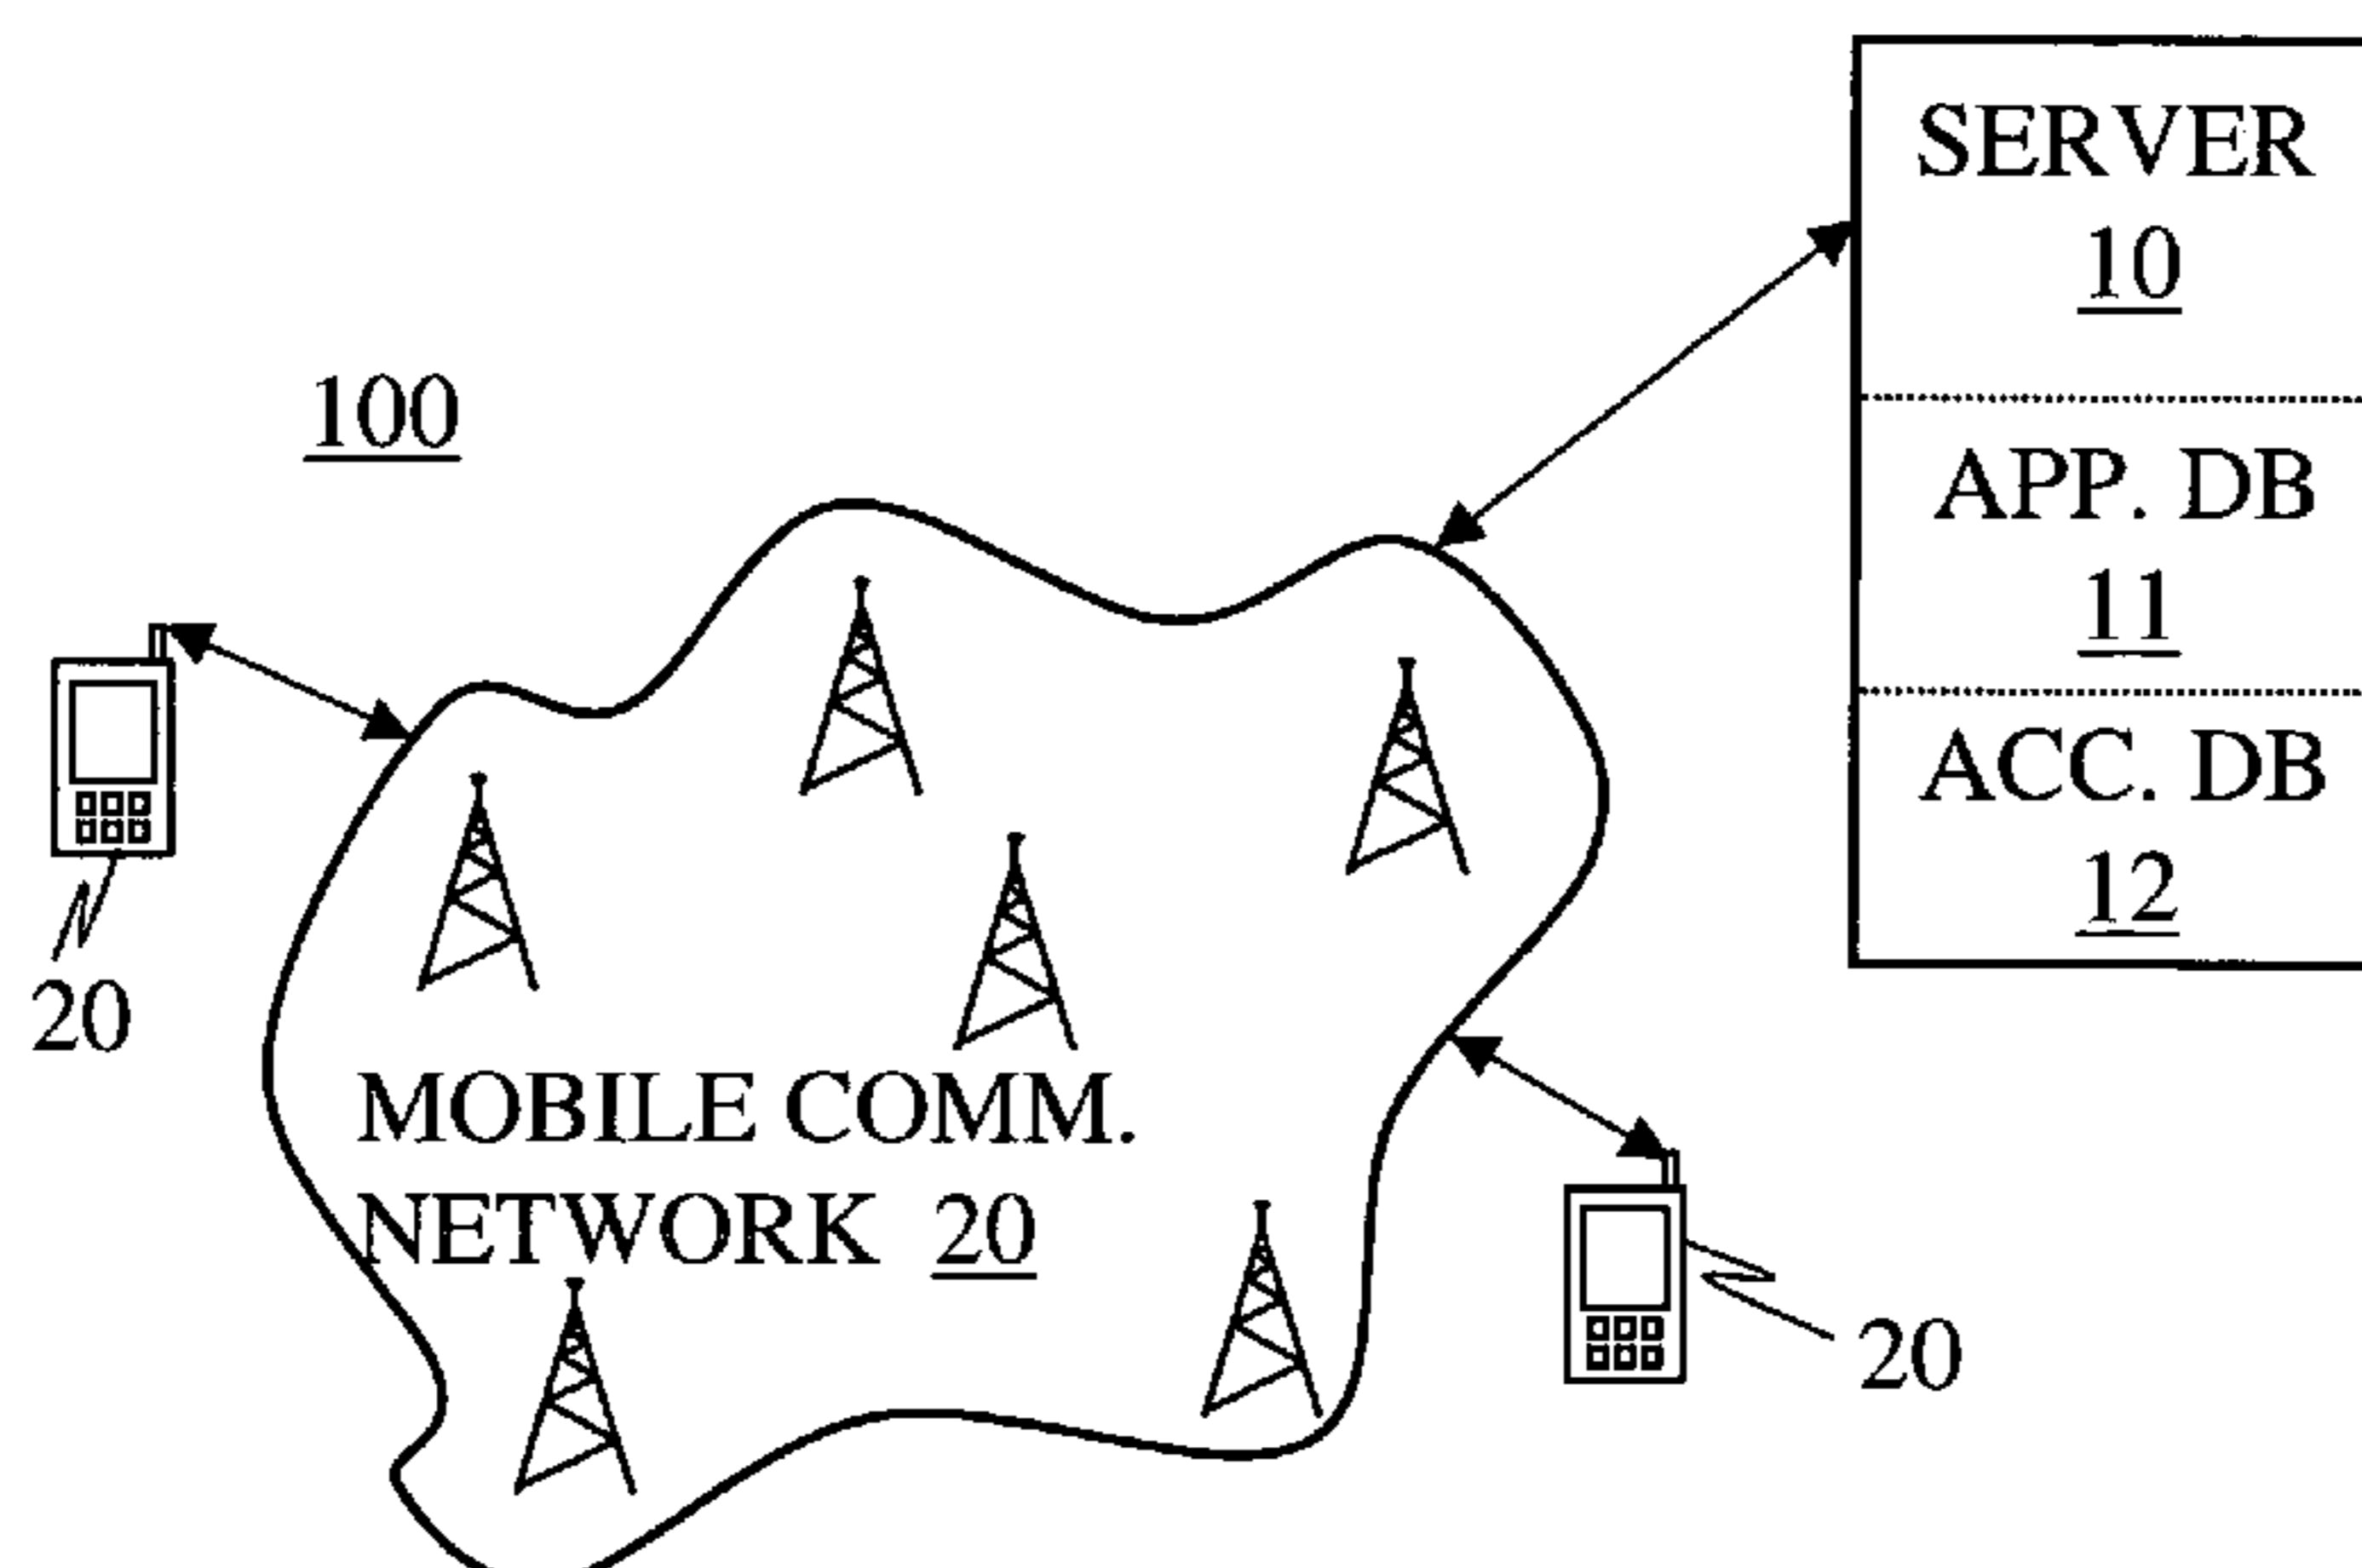 SERVER
10
100
APP. DB
11
ACC. DB
12
20
MOBILE COMM.
NETWORK 20
20